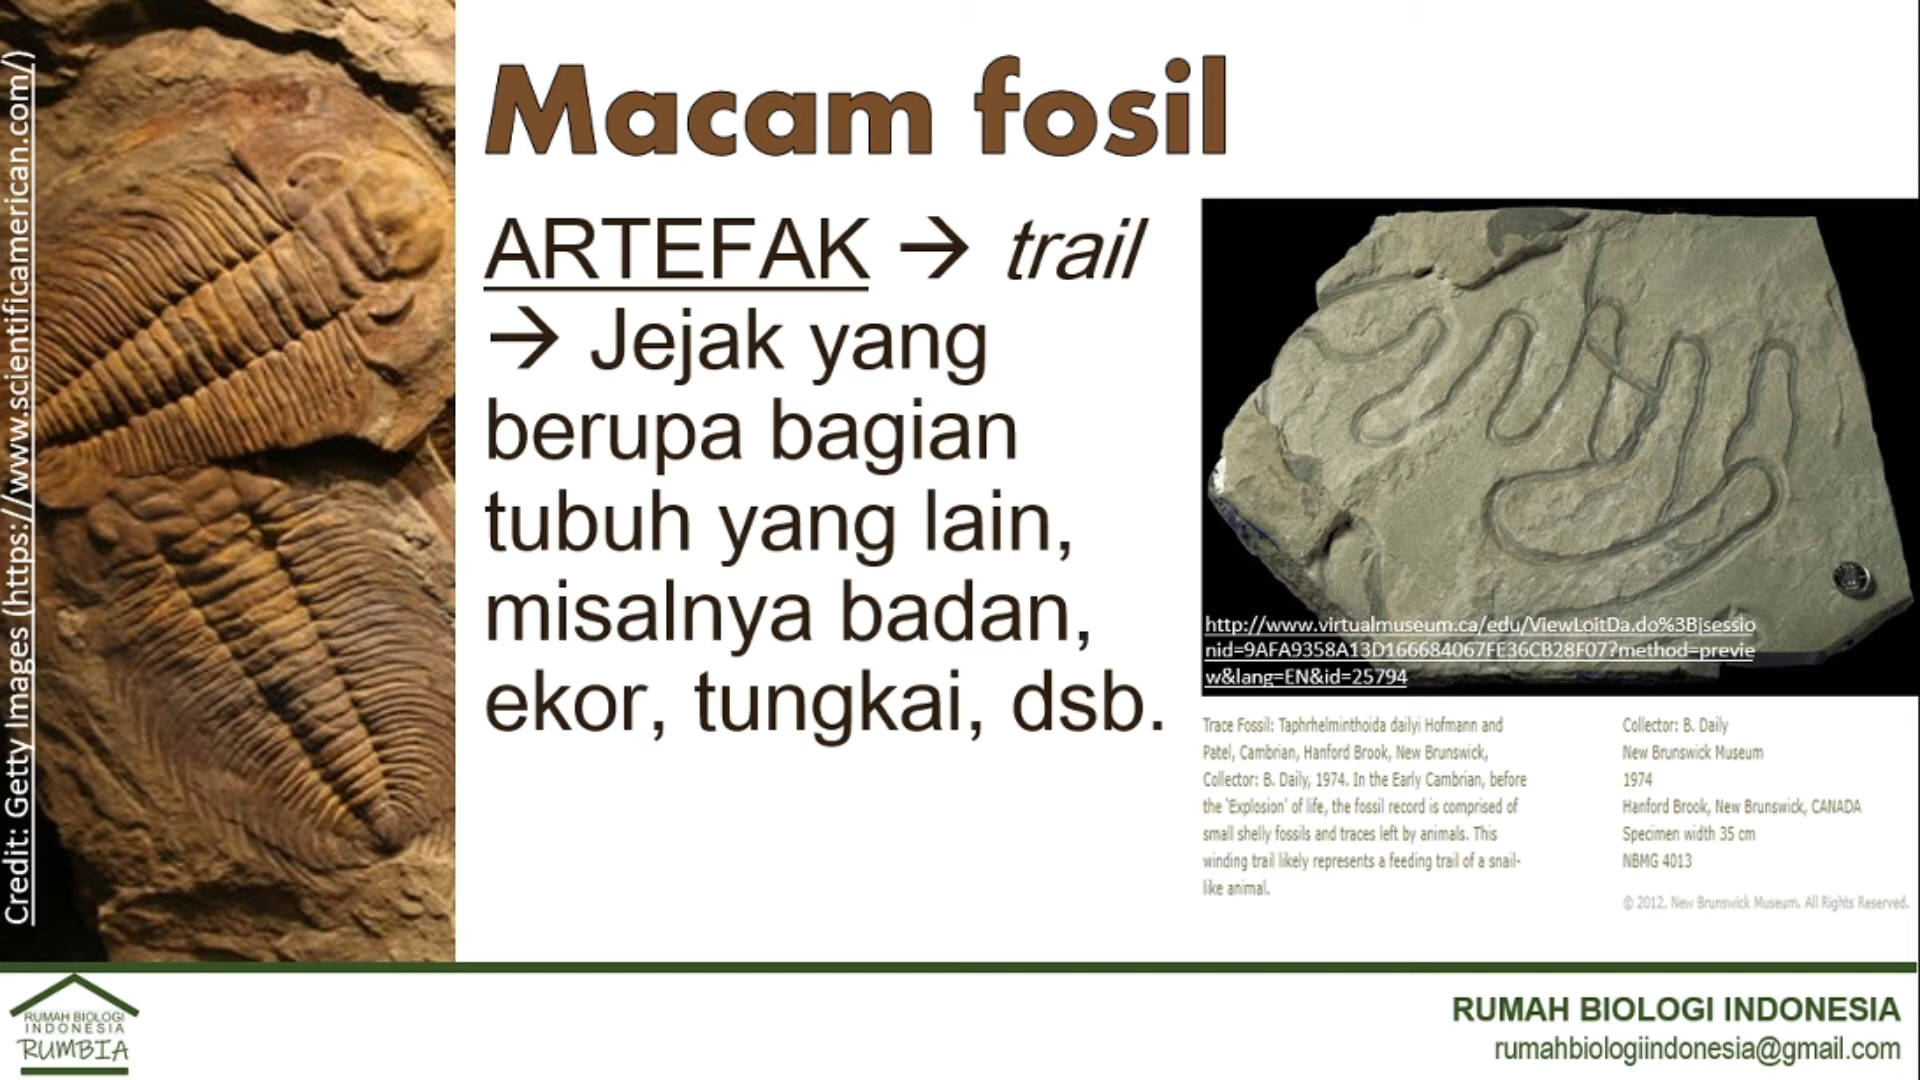 Credit: Getty Images (https://www.scientificamerican.com/)
Macam fosil
ARTEFAK → trail
→ Jejak yang
berupa bagian
tubuh yang lain,
misalnya badan,
ekor, tungkai, dsb.
http://www.virtualmuseum.ca/edu/ViewLoitDa.do%3Bjsessio
nid=9AFA9358A13D166684067FE36CB28F07?method=previe
w&lang=EN&id=25794
Trace Fossil: Taphrhelminthoida dailyi Hofmann and
Patel, Cambrian, Hanford Brook, New Brunswick,
Collector: B. Daily, 1974. In the Early Cambrian, before
the 'Explosion' of life, the fossil record is comprised of
small shelly fossils and traces left by animals. This
winding trail likely represents a feeding trail of a snail-
like animal.
Collector: B. Daily
New Brunswick Museum
1974
Hanford Brook, New Brunswick, CANADA
Specimen width 35 cm
NBMG 4013
© 2012, New Brunswick Museum. All Rights Reserved.
RUMAH BIOLOGI
INDONESIA
RUMBIA
RUMAH BIOLOGI INDONESIA
rumahbiologiindonesia@gmail.com